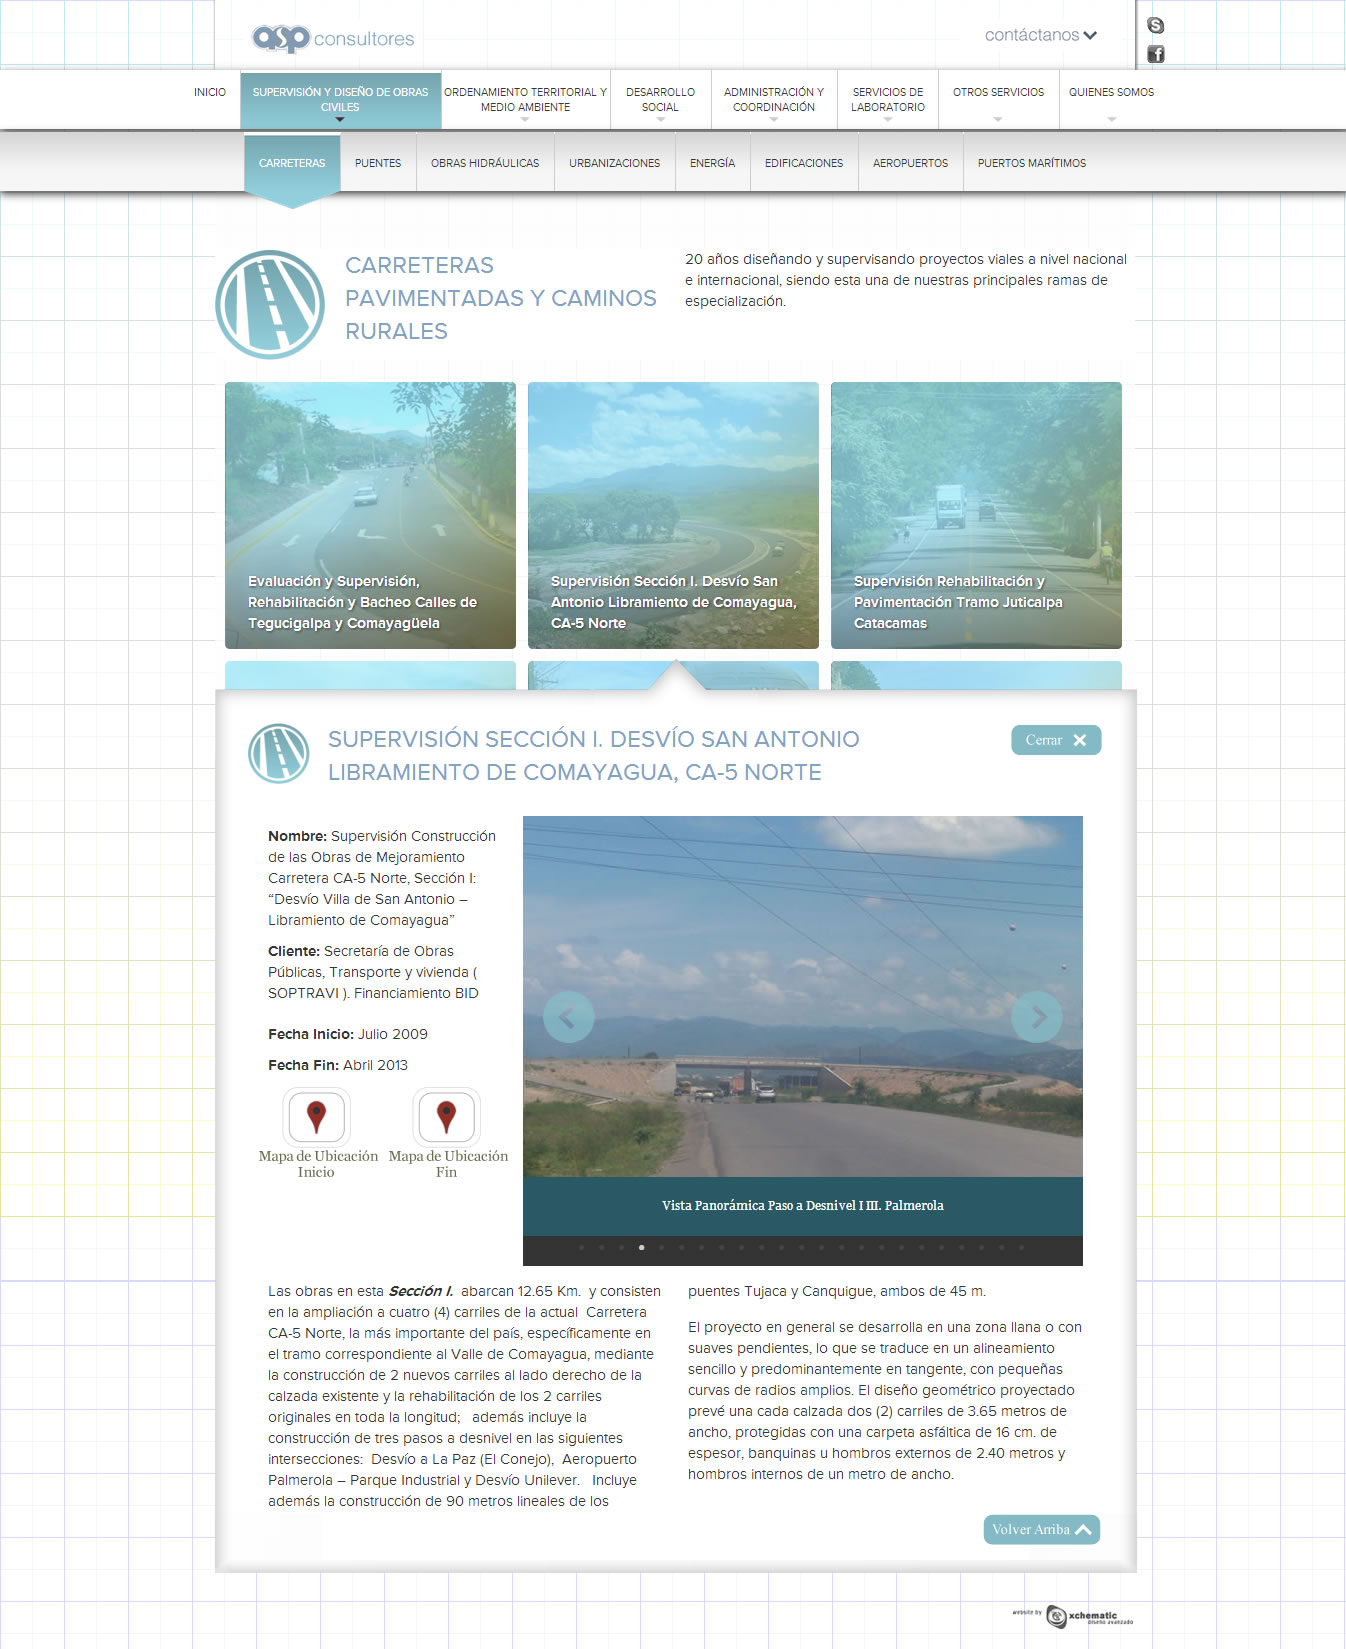 asp consultores
contáctanos
INICIO
SUPERVISIÓN Y DISEÑO DE OBRAS
CIVILES
ORDENAMIENTO TERRITORIAL Y
MEDIO AMBIENTE
DESARROLLO
SOCIAL
ADMINISTRACIÓN Y
COORDINACIÓN
SERVICIOS DE
LABORATORIO
OTROS SERVICIOS
QUIENES SOMOS
CARRETERAS
PUENTES
OBRAS HIDRÁULICAS
URBANIZACIONES
ENERGÍA
EDIFICACIONES
AEROPUERTOS
PUERTOS MARÍTIMOS
CARRETERAS
PAVIMENTADAS Y CAMINOS
RURALES
20 años diseñando y supervisando proyectos viales a nivel nacional
e internacional, siendo esta una de nuestras principales ramas de
especialización.
Evaluación y Supervisión,
Rehabilitación y Bacheo Calles de
Tegucigalpa y Comayagüela
Supervisión Sección I. Desvío San
Antonio Libramiento de Comayagua,
CA-5 Norte
Supervisión Rehabilitación y
Pavimentación Tramo Juticalpa
Catacamas
SUPERVISIÓN SECCIÓN I. DESVÍO SAN ANTONIO
LIBRAMIENTO DE COMAYAGUA, CA-5 NORTE
Cerrar
Nombre: Supervisión Construcción
de las Obras de Mejoramiento
Carretera CA-5 Norte, Sección I:
“Desvío Villa de San Antonio –
Libramiento de Comayagua”
Cliente: Secretaría de Obras
Públicas, Transporte y vivienda (
SOPTRAVI ). Financiamiento BID
Fecha Inicio: Julio 2009
Fecha Fin: Abril 2013
Mapa de Ubicación
Inicio
Mapa de Ubicación
Fin
Vista Panorámica Paso a Desnivel I III. Palmerola
Las obras en esta Sección I. abarcan 12.65 Km. y consisten
en la ampliación a cuatro (4) carriles de la actual Carretera
CA-5 Norte, la más importante del país, específicamente en
el tramo correspondiente al Valle de Comayagua, mediante
la construcción de 2 nuevos carriles al lado derecho de la
calzada existente y la rehabilitación de los 2 carriles
originales en toda la longitud; además incluye la
construcción de tres pasos a desnivel en las siguientes
intersecciones: Desvío a La Paz (El Conejo), Aeropuerto
Palmerola – Parque Industrial y Desvío Unilever. Incluye
además la construcción de 90 metros lineales de los
puentes Tujaca y Canquigue, ambos de 45 m.
El proyecto en general se desarrolla en una zona llana o con
suaves pendientes, lo que se traduce en un alineamiento
sencillo y predominantemente en tangente, con pequeñas
curvas de radios amplios. El diseño geométrico proyectado
prevé una cada calzada dos (2) carriles de 3.65 metros de
ancho, protegidas con una carpeta asfáltica de 16 cm. de
espesor, banquinas u hombros externos de 2.40 metros y
hombros internos de un metro de ancho.
Volver Arriba
website by
xchematic
diseño avanzado